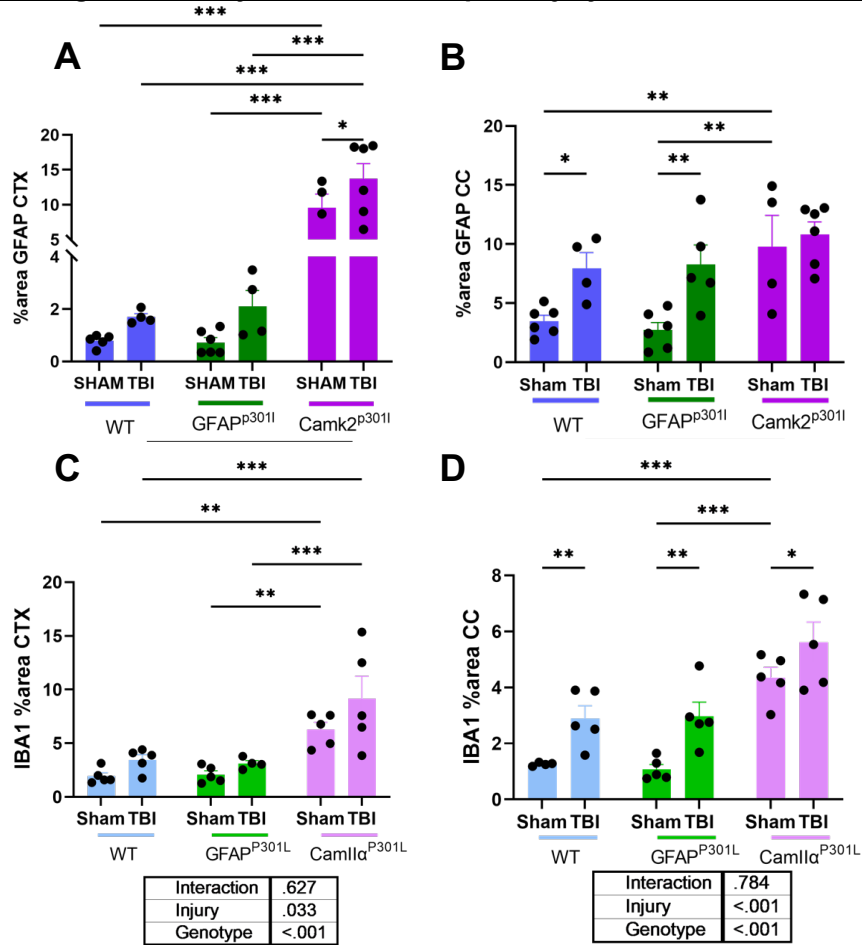 ***
A
***
***
***
*
%area GFAP CTX
20
15
10
5
4
2
0
SHAM TBI
SHAM TBI
SHAM TBI
WT
GFAPp301l
Camk2p301l
B
**
**
*
**
%area GFAP CC
20
15
10
5
0
Sham TBI
Sham TBI
Sham TBI
WT
GFAPp301l
Camk2p301l
C
***
**
***
**
IBA1 %area CTX
20
15
10
5
0
Sham TBI
Sham TBI
Sham TBI
WT
GFAPP301L
CamIIαP301L
Interaction .627
Injury .033
Genotype <.001
D
***
***
**
**
*
IBA1 %area CC
8
6
4
2
0
Sham TBI
Sham TBI
Sham TBI
WT
GFAPP301L
CamIIαP301L
Interaction .784
Injury <.001
Genotype <.001